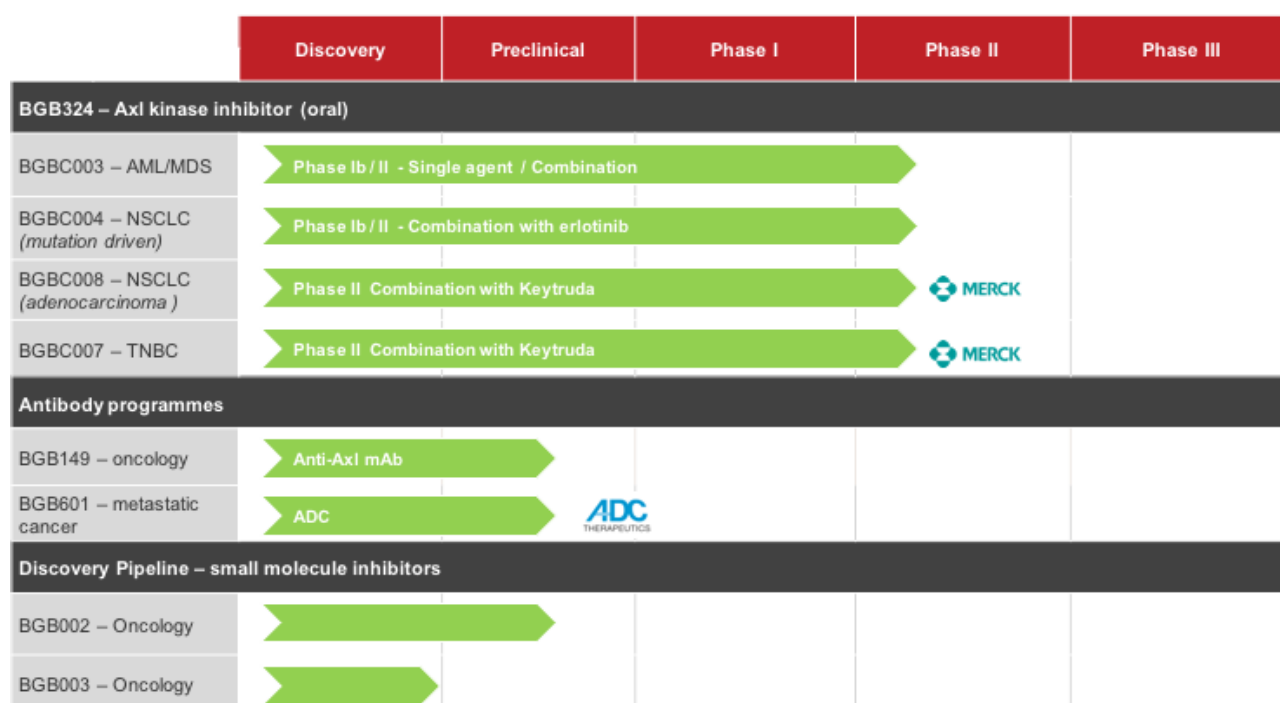 Discovery Preclinical Phase I Phase II Phase III
BGB324 – Axl kinase inhibitor (oral)
BGBC003 – AML/MDS
Phase Ib / II - Single agent / Combination
BGBC004 – NSCLC
(mutation driven)
Phase Ib / II - Combination with erlotinib
BGBC008 – NSCLC
(adenocarcinoma )
Phase II Combination with Keytruda
MERCK
BGBC007 – TNBC
Phase II Combination with Keytruda
MERCK
Antibody programmes
BGB149 – oncology
Anti-Axl mAb
BGB601 – metastatic
cancer
ADC
ADC
THERAPEUTICS
Discovery Pipeline – small molecule inhibitors
BGB002 – Oncology
BGB003 – Oncology